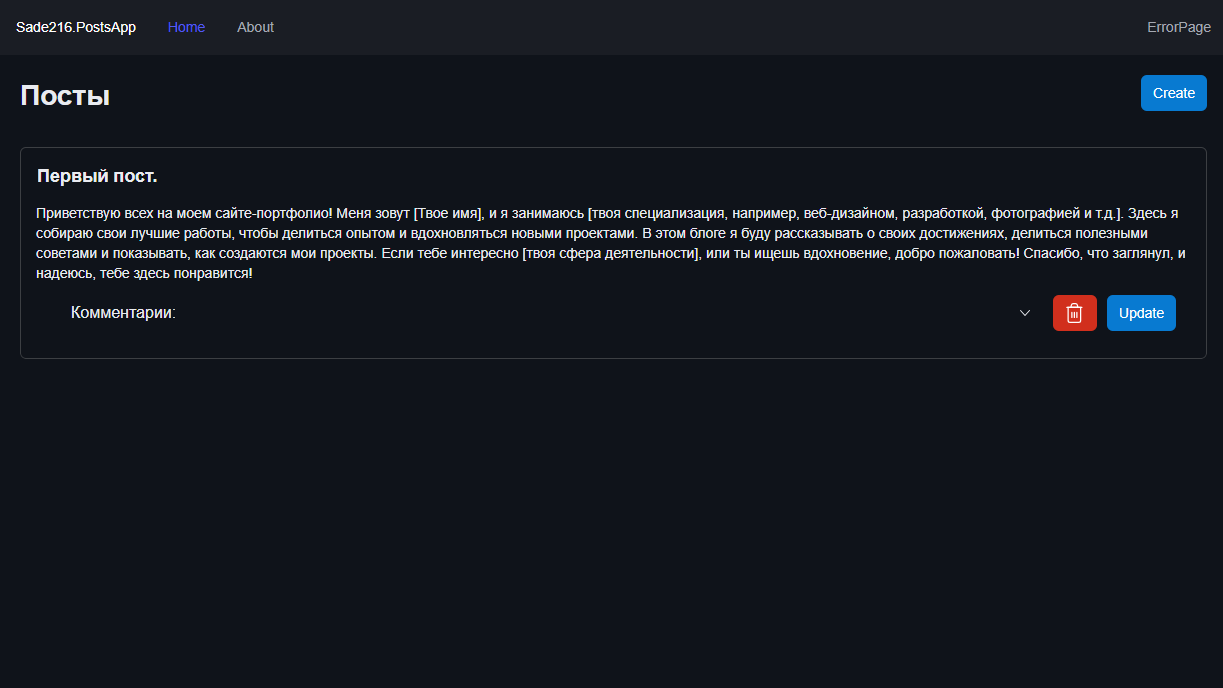 Sade216.PostsApp Home About ErrorPage
Посты Create
Первый пост.
Приветствую всех на моем сайте-портфолио! Меня зовут [Твое имя], и я занимаюсь [твоя специализация, например, веб-дизайном, разработкой, фотографией и т.д.]. Здесь я
собираю свои лучшие работы, чтобы делиться опытом и вдохновляться новыми проектами. В этом блоге я буду рассказывать о своих достижениях, делиться полезными
советами и показывать, как создаются мои проекты. Если тебе интересно [твоя сфера деятельности], или ты ищешь вдохновение, добро пожаловать! Спасибо, что заглянул, и
надеюсь, тебе здесь понравится!
Комментарии: Update